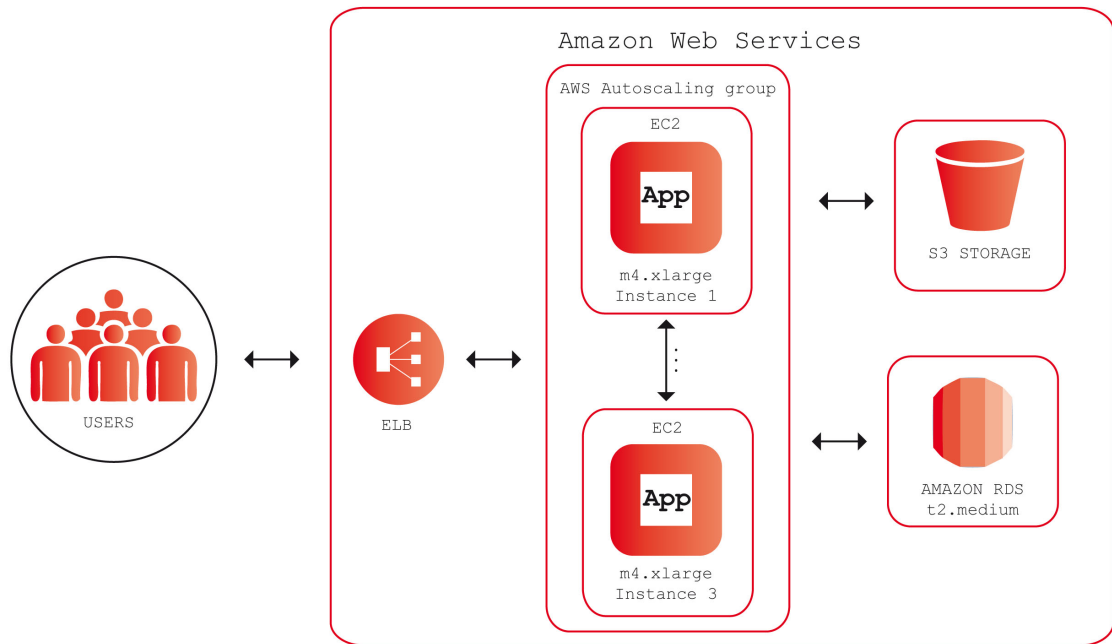 Amazon Web Services
AWS Autoscaling group
EC2
App
m4.xlarge
Instance 1
S3 STORAGE
USERS
ELB
...
EC2
App
m4.xlarge
Instance 3
AMAZON RDS
t2.medium